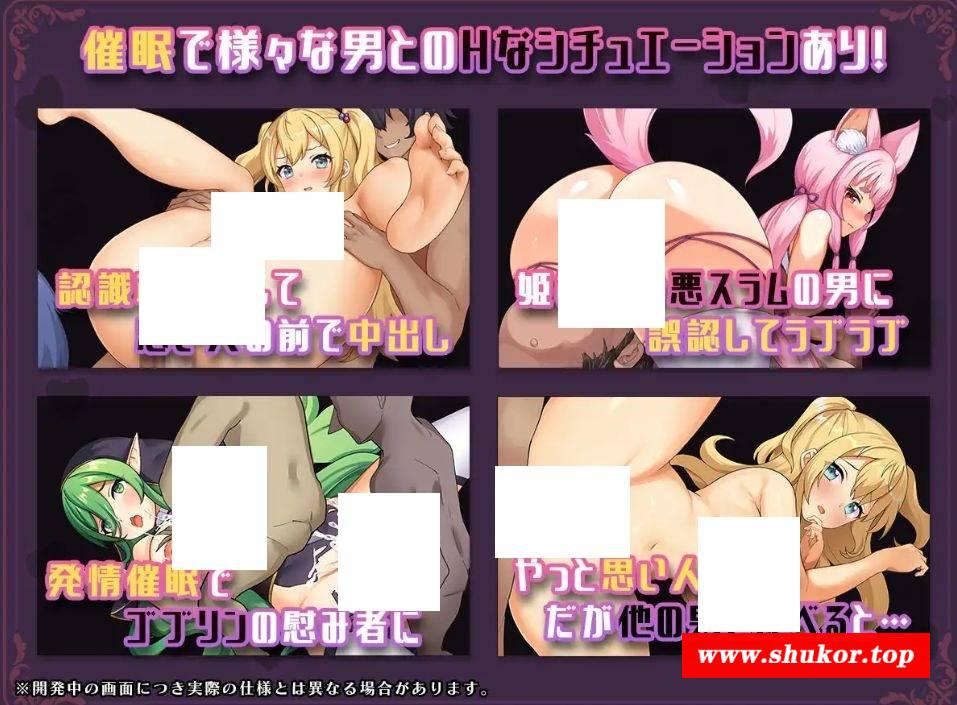 催眠で様々な男とのHなシチュエーションあり!
認識 して
の前で中出し
姫 悪スラムの男に
誤認してラブラブ
発情催眠で
ゴブリンの慰み者に
やっと思い人
だが他の男 べると…
www.shukor.top
※開発中の画面につき実際の仕様とは異なる場合があります。